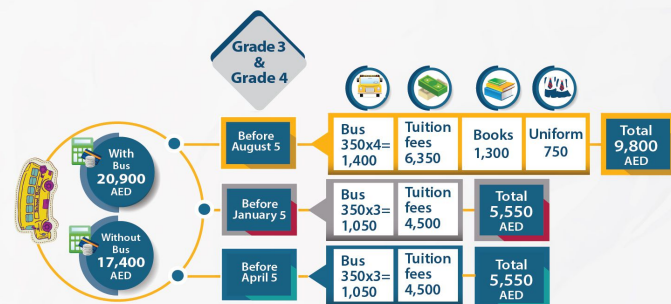 Grade 3
&
Grade 4
With
Bus
20,900
AED
Without
Bus
17,400
AED
Before
August 5
Bus
350x4=
1,400
Tuition
fees
6,350
Books
1,300
Uniform
750
Total
9,800
AED
Before
January 5
Bus
350x3=
1,050
Tuition
fees
4,500
Total
5,550
AED
Before
April 5
Bus
350x3=
1,050
Tuition
fees
4,500
Total
5,550
AED